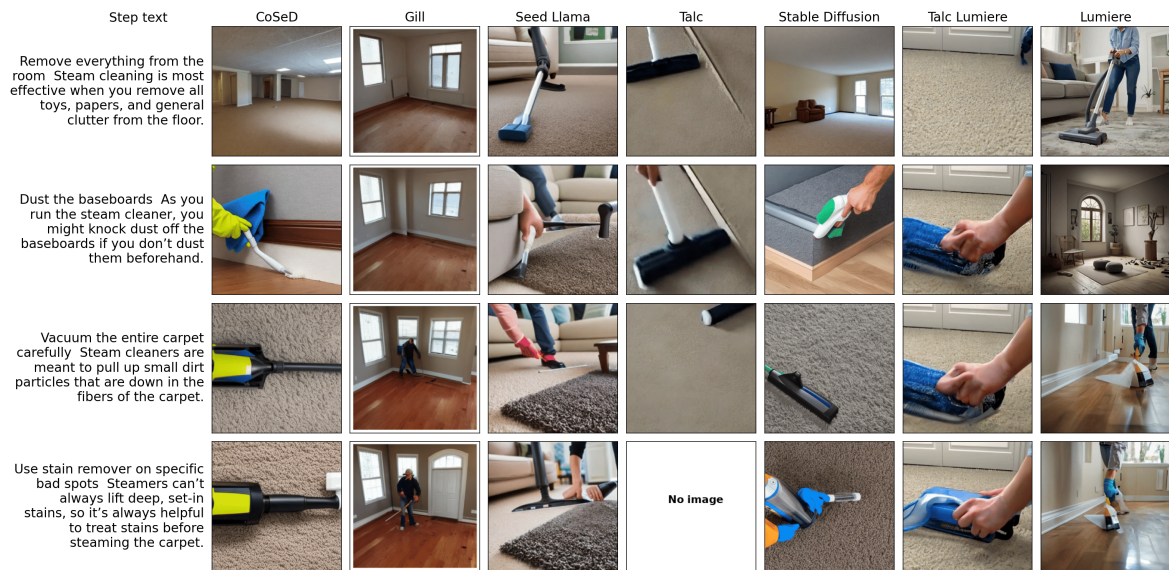 Step text
CoSeD
Gill
Seed Llama
Talc
Stable Diffusion
Talc Lumiere
Lumiere
Remove everything from the
room  Steam cleaning is most
effective when you remove all
toys, papers, and general
clutter from the floor.
Dust the baseboards  As you
run the steam cleaner, you
might knock dust off the
baseboards if you don’t dust
them beforehand.
Vacuum the entire carpet
carefully  Steam cleaners are
meant to pull up small dirt
particles that are down in the
fibers of the carpet.
Use stain remover on specific
bad spots  Steamers can’t
always lift deep, set-in
stains, so it’s always helpful
to treat stains before
steaming the carpet.
No image